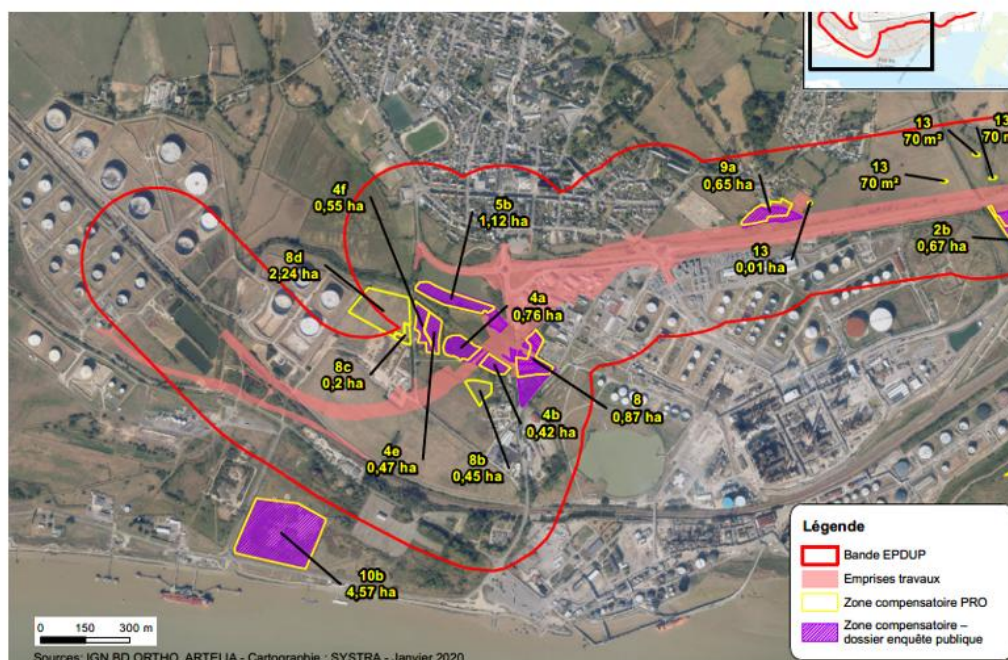 13
70 m²
13
70 m²
13
70 m²
9a
0,65 ha
4f
0,55 ha
5b
1,12 ha
2b
0,67 ha
13
0,01 ha
8d
2,24 ha
4a
0,76 ha
8c
0,2 ha
8
0,87 ha
4b
0,42 ha
4e
0,47 ha
8b
0,45 ha
10b
4,57 ha
Légende
Bande EPDUP
Emprises travaux
Zone compensatoire PRO
Zone compensatoire –
dossier enquête publique
0 150 300 m
Sources: IGN BD ORTHO, ARTELIA - Cartographie : SYSTRA - Janvier 2020